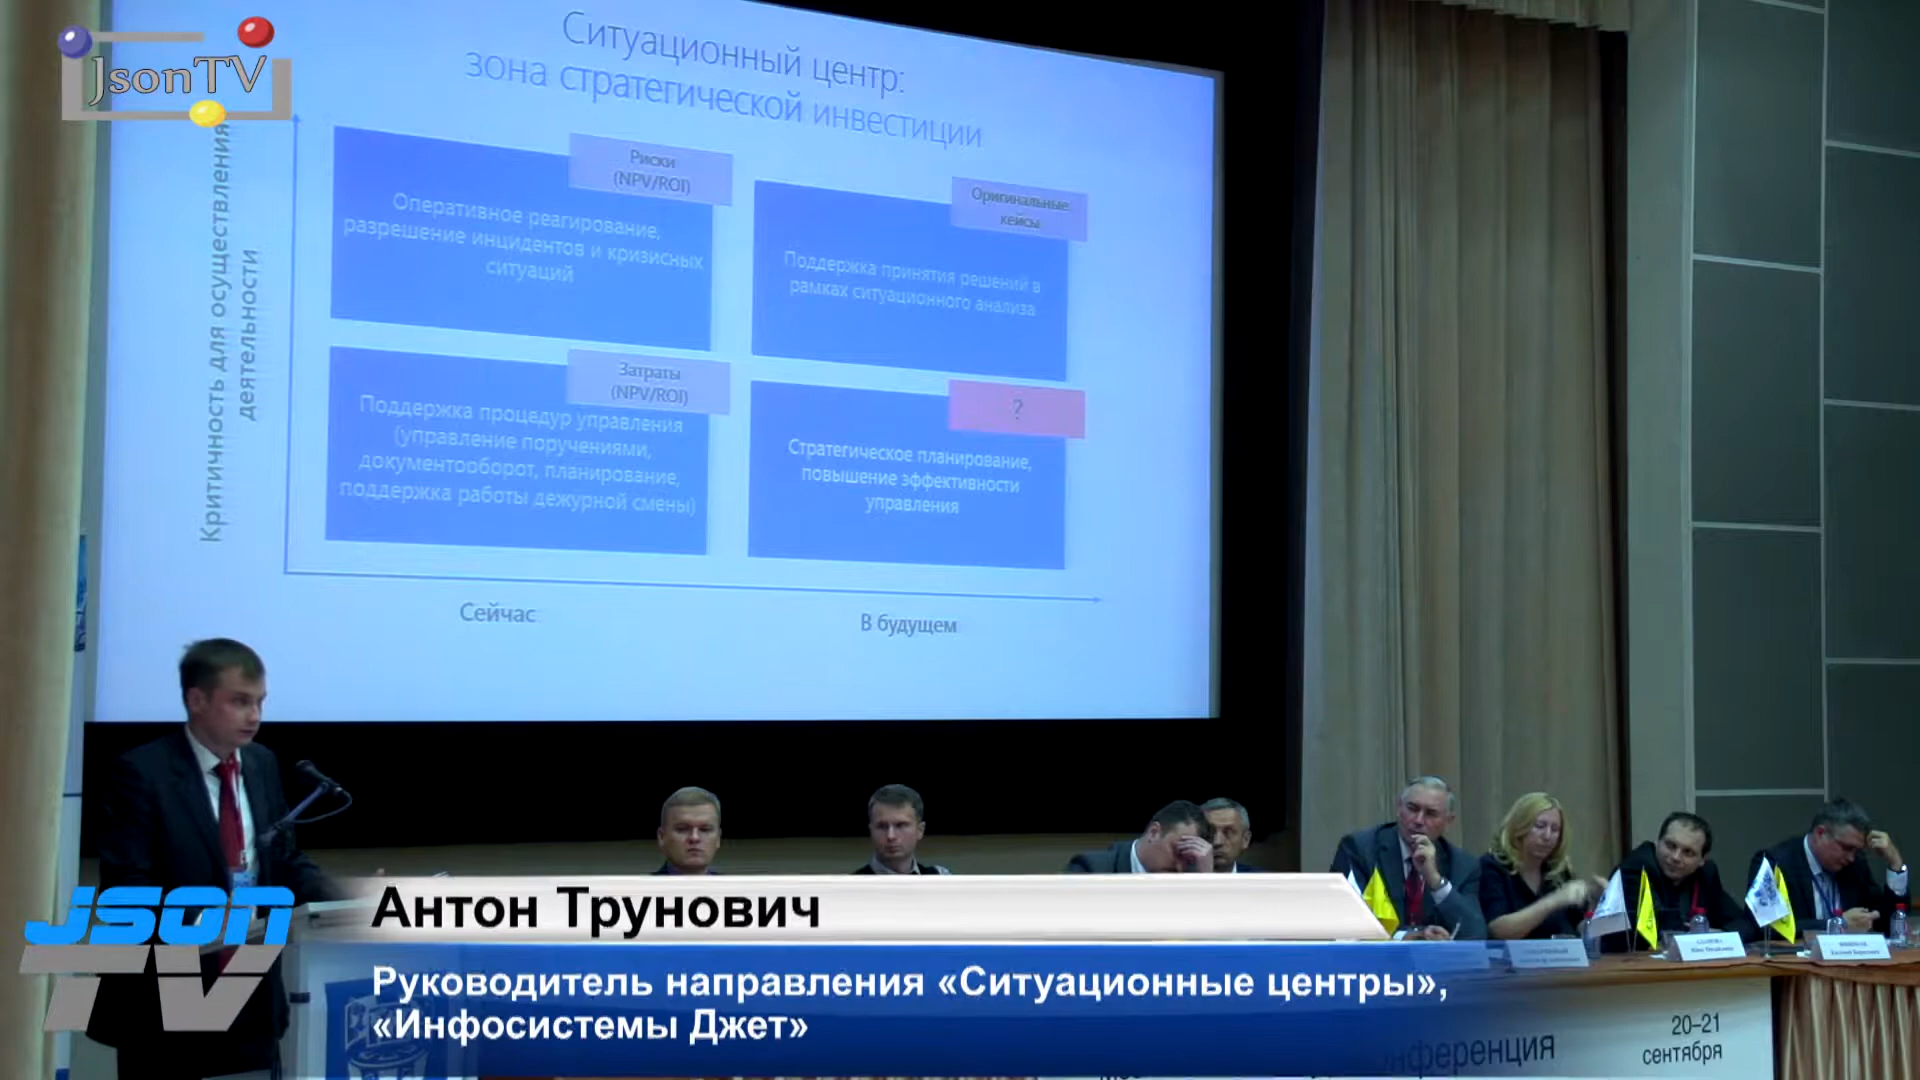 JsonTV
Ситуационный центр:
зона стратегической инвестиции
Критичность для осуществления
деятельности
Риски
(NPV/ROI)
Оперативное реагирование,
разрешение инцидентов и кризисных
ситуаций
Оригинальные
кейсы
Поддержка принятия решений в
рамках ситуационного анализа
Затраты
(NPV/ROI)
Поддержка процедур управления
(управление поручениями,
документооборот, планирование,
поддержка работы дежурной смены)
?
Стратегическое планирование,
повышение эффективности
управления
Сейчас
В будущем
JSON
TV
Антон Трунович
Руководитель направления «Ситуационные центры»,
«Инфосистемы Джет»
конференция
20–21
сентября